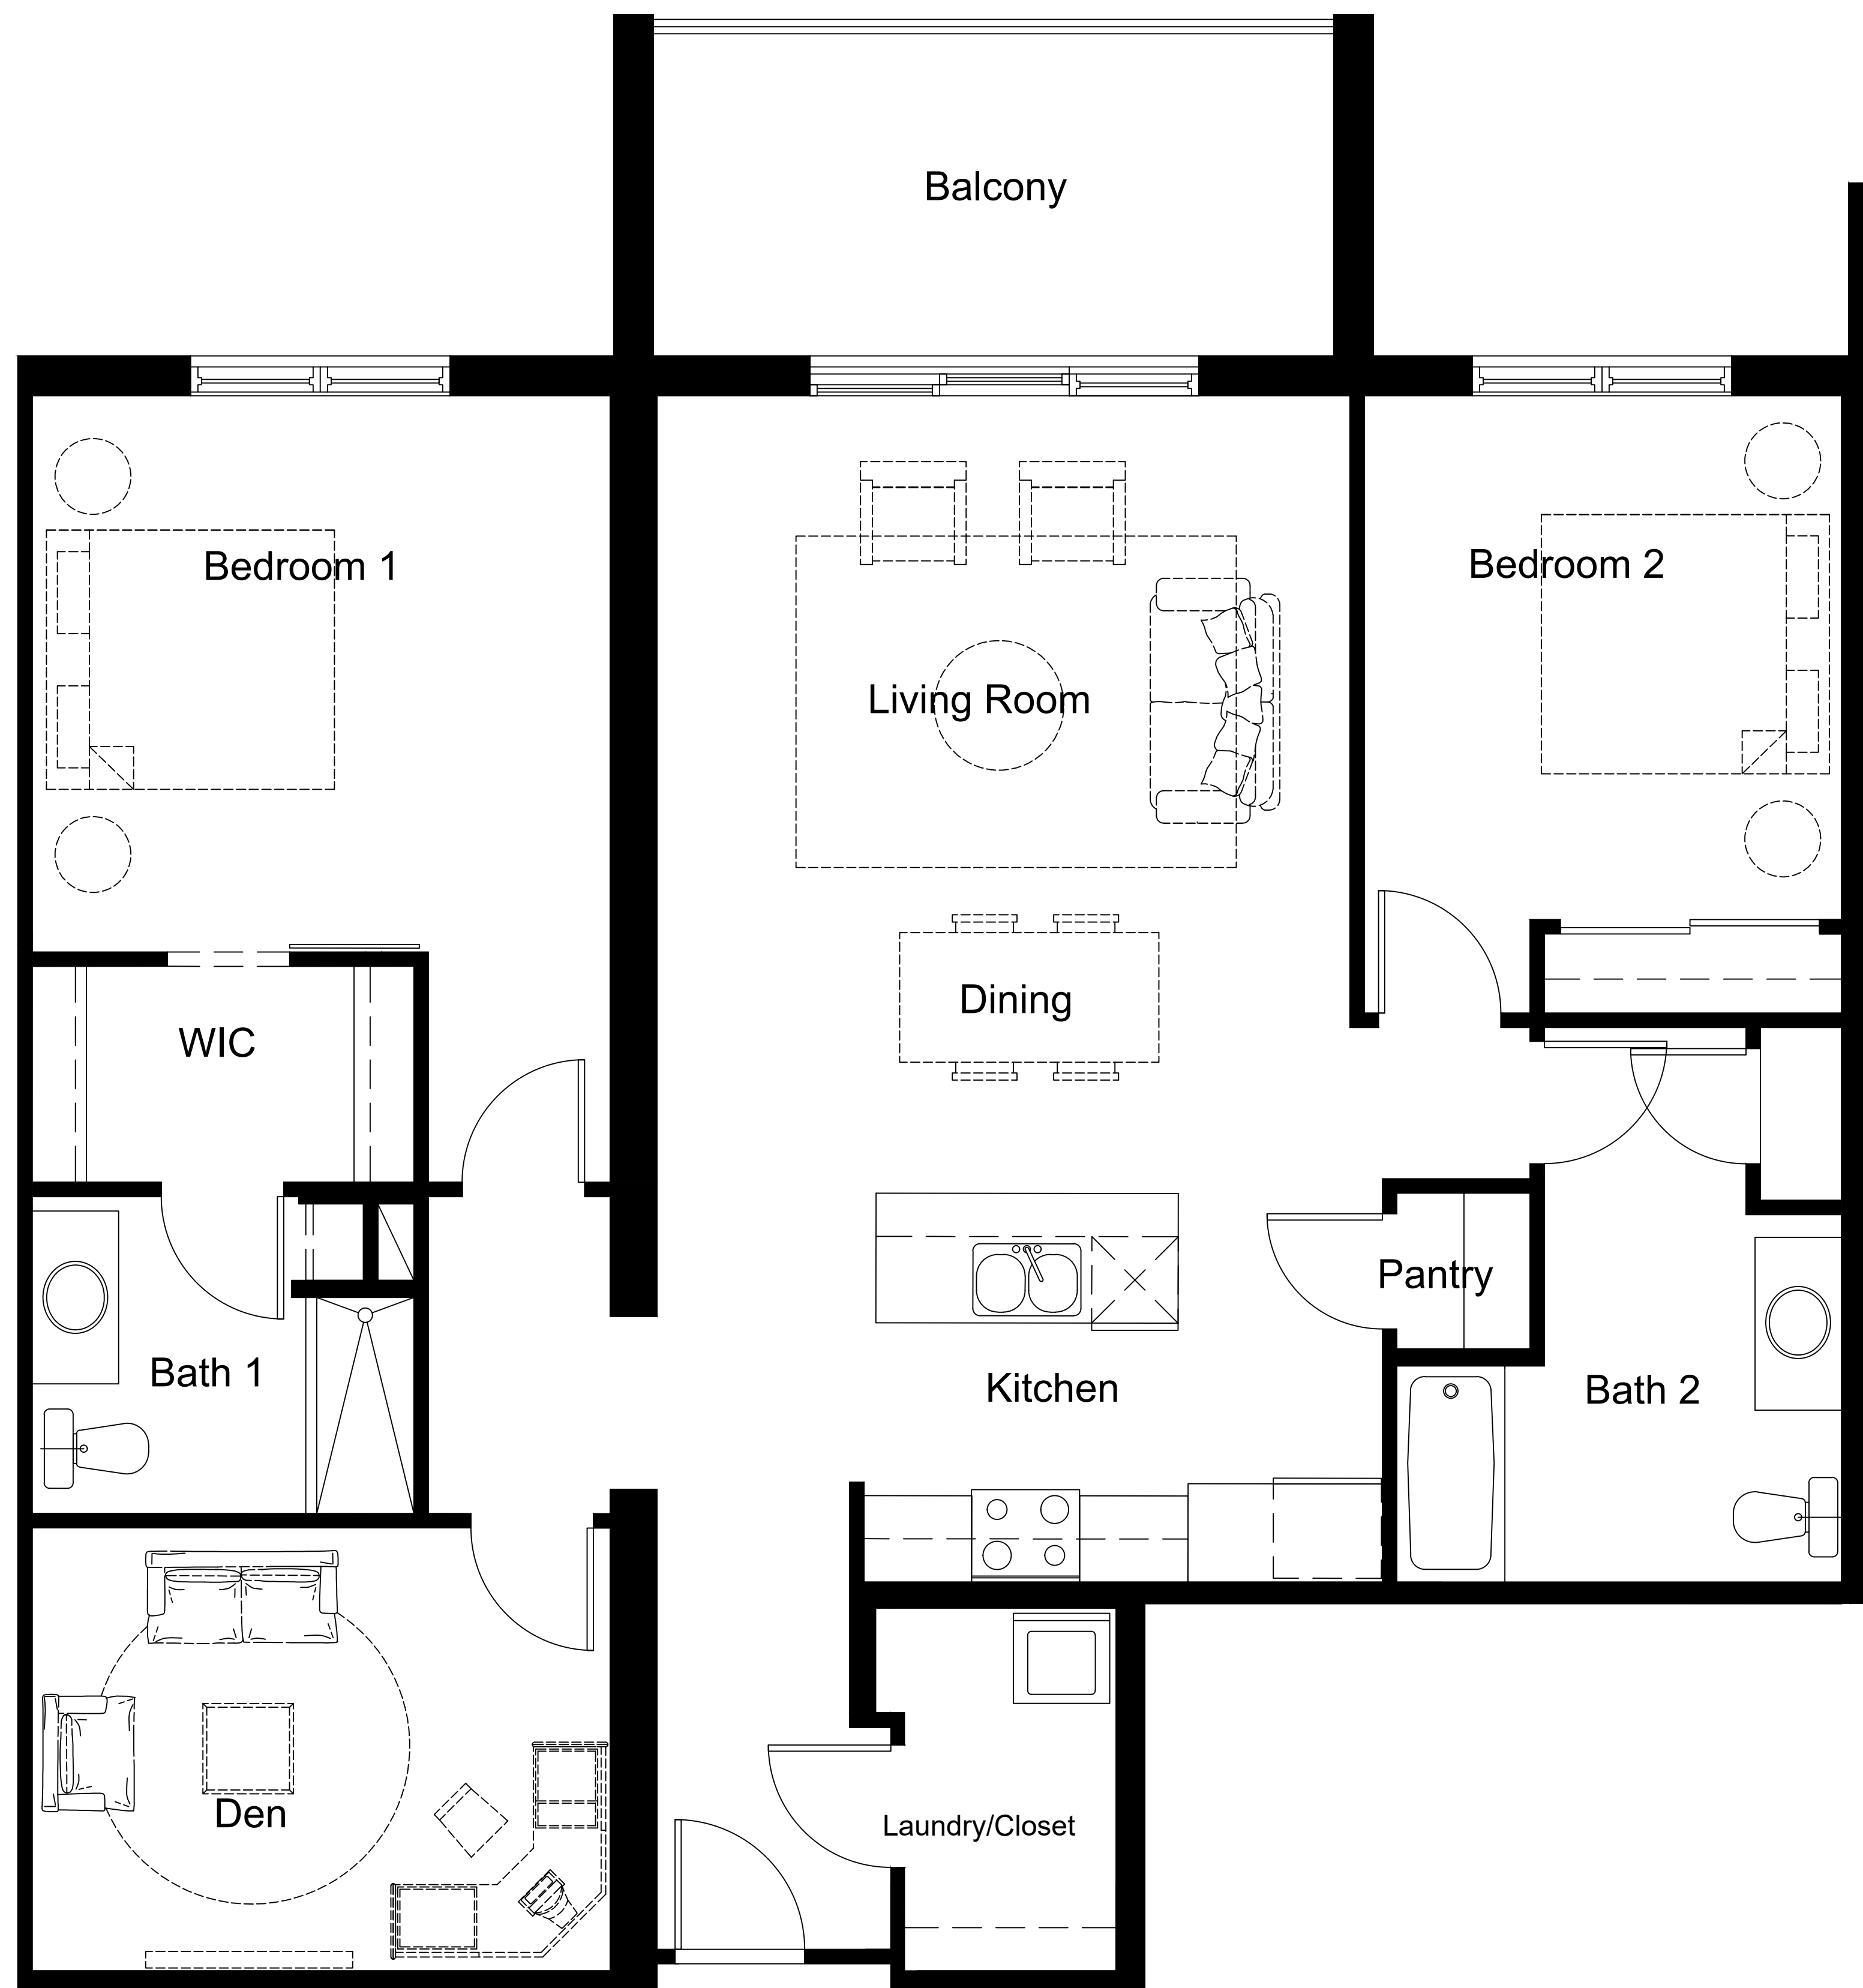 Balcony
Bedroom 1
Bedroom 2
Living Room
Dining
WIC
Pantry
Bath 1
Kitchen
Bath 2
Den
Laundry/Closet